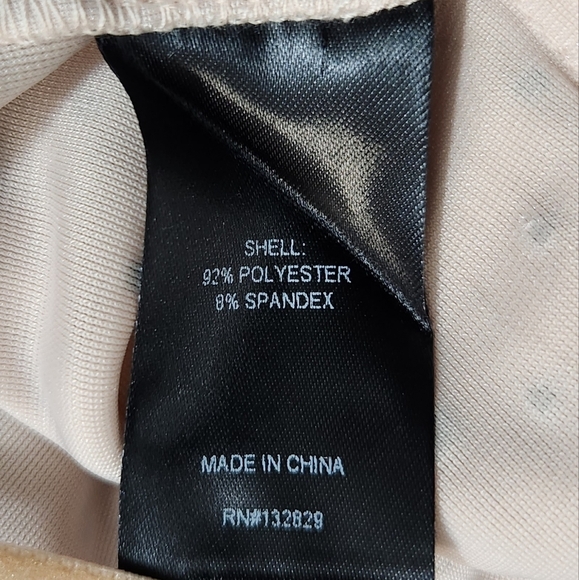 SHELL:
92% POLYESTER
8% SPANDEX
MADE IN CHINA
RN#132829